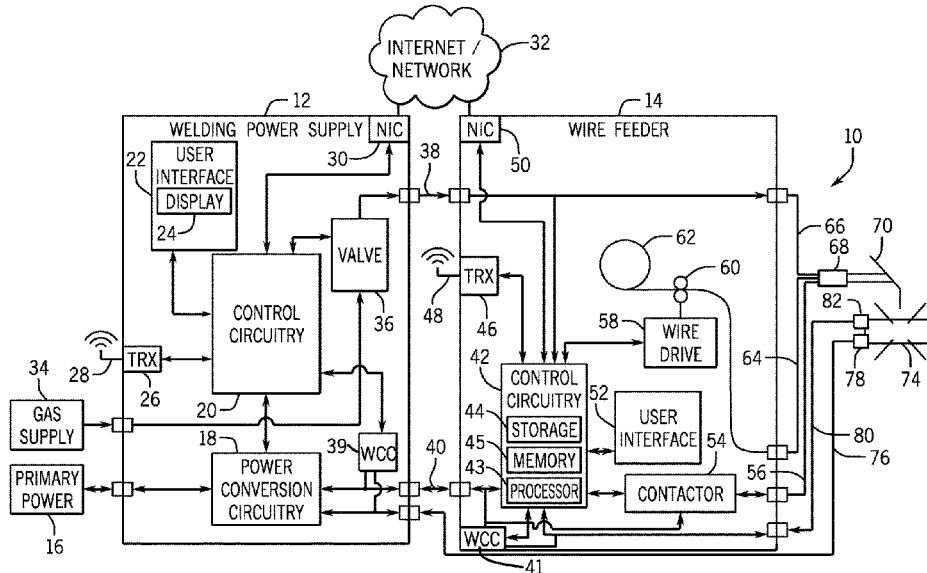 INTERNET /
NETWORK
32
12
14
WELDING POWER SUPPLY
NIC
NIC
WIRE FEEDER
30
38
50
10
22
USER
INTERFACE
DISPLAY
24
VALVE
36
CONTROL
CIRCUITRY
20
28
TRX
26
34
GAS
SUPPLY
PRIMARY
POWER
16
18
POWER
CONVERSION
CIRCUITRY
39
WCC
40
48
TRX
46
62
60
58
WIRE
DRIVE
42
CONTROL
CIRCUITRY
44
STORAGE
45
MEMORY
43
PROCESSOR
52
USER
INTERFACE
54
CONTACTOR
56
WCC
41
64
66
68
70
82
78
74
80
76